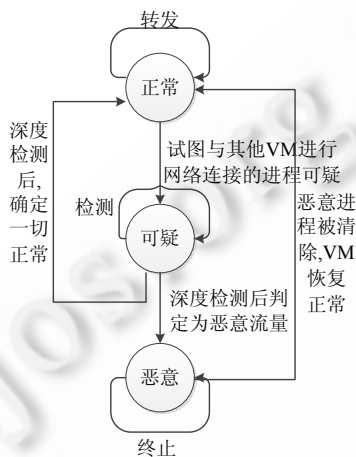 转发
正常
深度
检测
后,
确定
一切
正常
试图与其他VM进行
网络连接的进程可疑
检测
可疑
恶意进
程被清
除,VM
恢复
正常
深度检测后判
定为恶意流量
恶意
终止
jos.org